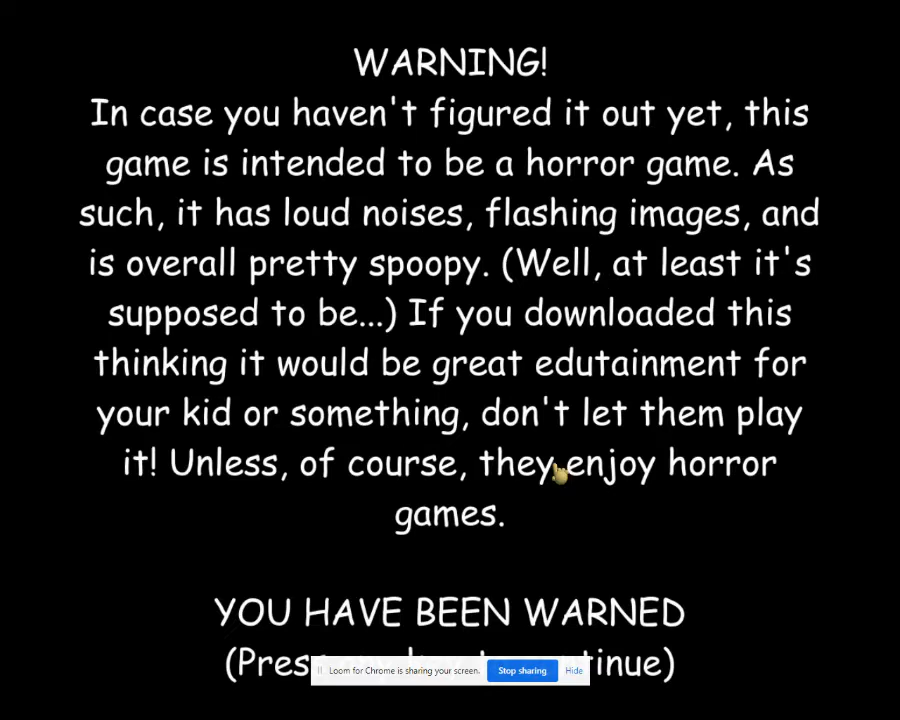 WARNING!
In case you haven't figured it out yet, this
game is intended to be a horror game. As
such, it has loud noises, flashing images, and
is overall pretty spoopy. (Well, at least it's
supposed to be...) If you downloaded this
thinking it would be great edutainment for
your kid or something, don't let them play
it! Unless, of course, they enjoy horror
games.
YOU HAVE BEEN WARNED
(Press
Loom for Chrome is sharing your screen. Stop sharing Hide